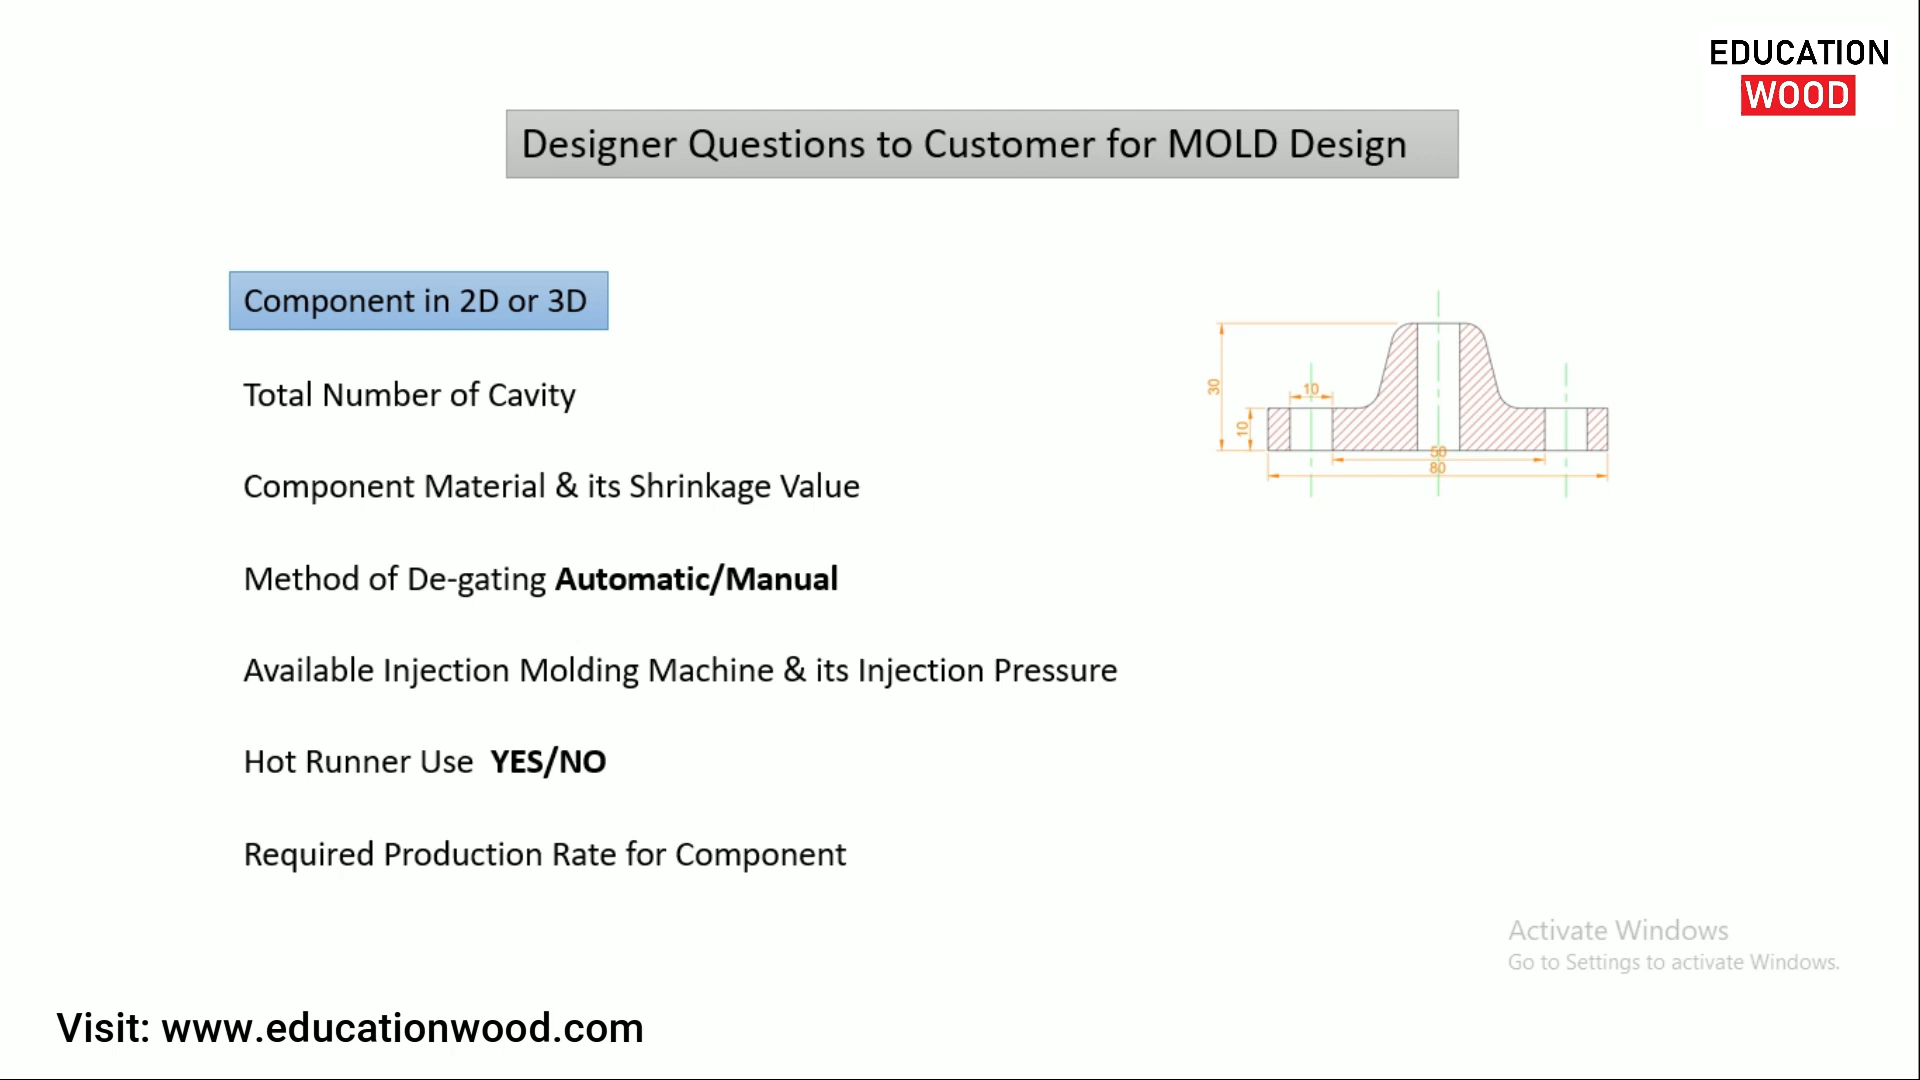 EDUCATION
WOOD
Designer Questions to Customer for MOLD Design
Component in 2D or 3D
Total Number of Cavity
Component Material & its Shrinkage Value
Method of De-gating Automatic/Manual
Available Injection Molding Machine & its Injection Pressure
Hot Runner Use YES/NO
Required Production Rate for Component
30
10
10
50
80
Activate Windows
Go to Settings to activate Windows.
Visit: www.educationwood.com